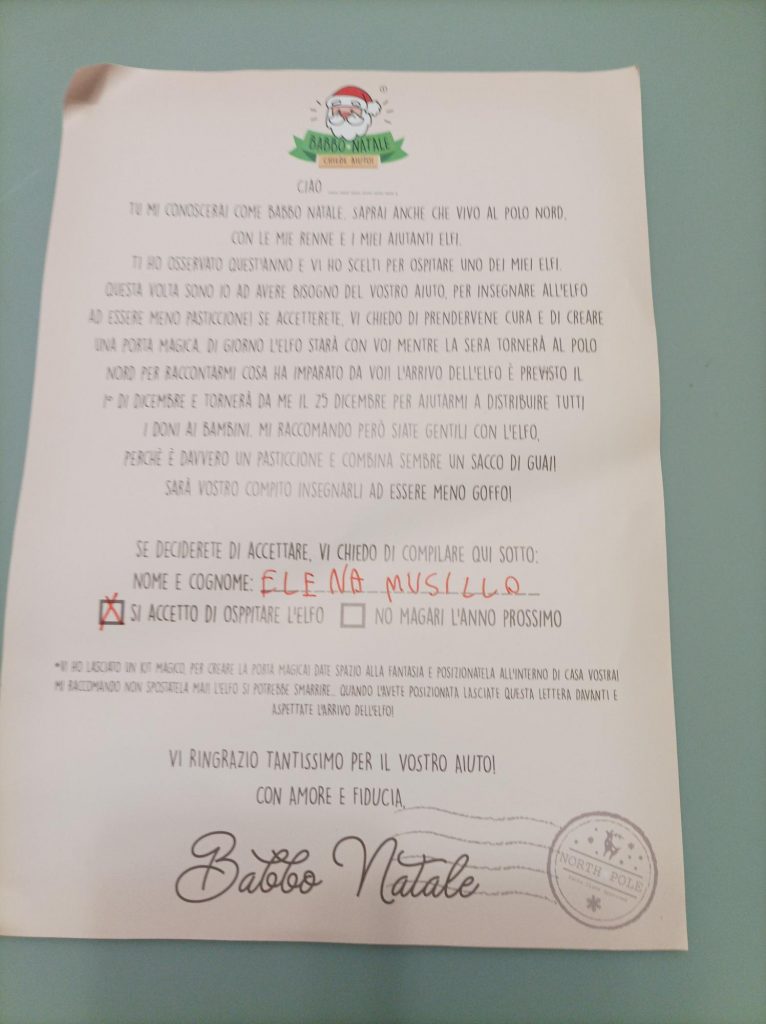 BABBO NATALE
CHIEDE AIUTO!
CIAO _ _ _ _ _ _ _ .
TU MI CONOSCERAI COME BABBO NATALE. SAPRAI ANCHE CHE VIVO AL POLO NORD,
CON LE MIE RENNE E I MIEI AIUTANTI ELFI.
TI HO OSSERVATO QUEST'ANNO E VI HO SCELTI PER OSPITARE UNO DEI MIEI ELFI.
QUESTA VOLTA SONO IO AD AVERE BISOGNO DEL VOSTRO AIUTO, PER INSEGNARE ALL'ELFO
AD ESSERE MENO PASTICCIONE! SE ACCETTERETE, VI CHIEDO DI PRENDERVENE CURA E DI CREARE
UNA PORTA MAGICA. DI GIORNO L'ELFO STARÀ CON VOI MENTRE LA SERA TORNERÀ AL POLO
NORD PER RACCONTARMI COSA HA IMPARATO DA VOI! L'ARRIVO DELL'ELFO È PREVISTO IL
1° DI DICEMBRE E TORNERÀ DA ME IL 25 DICEMBRE PER AIUTARMI A DISTRIBUIRE TUTTI
I DONI AI BAMBINI. MI RACCOMANDO PERÒ SIATE GENTILI CON L'ELFO,
PERCHÈ È DAVVERO UN PASTICCIONE E COMBINA SEMBRE UN SACCO DI GUAI!
SARÀ VOSTRO COMPITO INSEGNARLI AD ESSERE MENO GOFFO!
SE DECIDERETE DI ACCETTARE, VI CHIEDO DI COMPILARE QUI SOTTO:
NOME E COGNOME: ELENA MUSILLO
X SI ACCETTO DI OSPPITARE L'ELFO NO MAGARI L'ANNO PROSSIMO
*VI HO LASCIATO UN KIT MAGICO, PER CREARE LA PORTA MAGICA! DATE SPAZIO ALLA FANTASIA E POSIZIONATELA ALL'INTERNO DI CASA VOSTRA!
MI RACCOMANDO NON SPOSTATELA MAI! L'ELFO SI POTREBBE SMARRIRE... QUANDO L'AVETE POSIZIONATA LASCIATE QUESTA LETTERA DAVANTI E
ASPETTATE L'ARRIVO DELL'ELFO!
VI RINGRAZIO TANTISSIMO PER IL VOSTRO AIUTO!
CON AMORE E FIDUCIA,
Babbo Natale
NORTH POLE